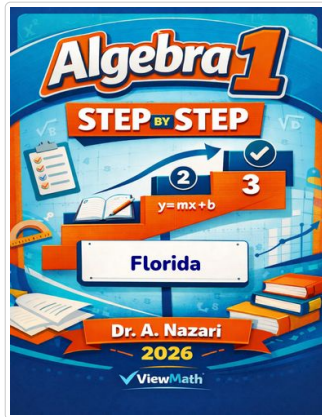 Algebra 1
STEP BY STEP
√B
√D
2
3
y=mx+b
Florida
Dr. A. Nazari
2026
ViewMath